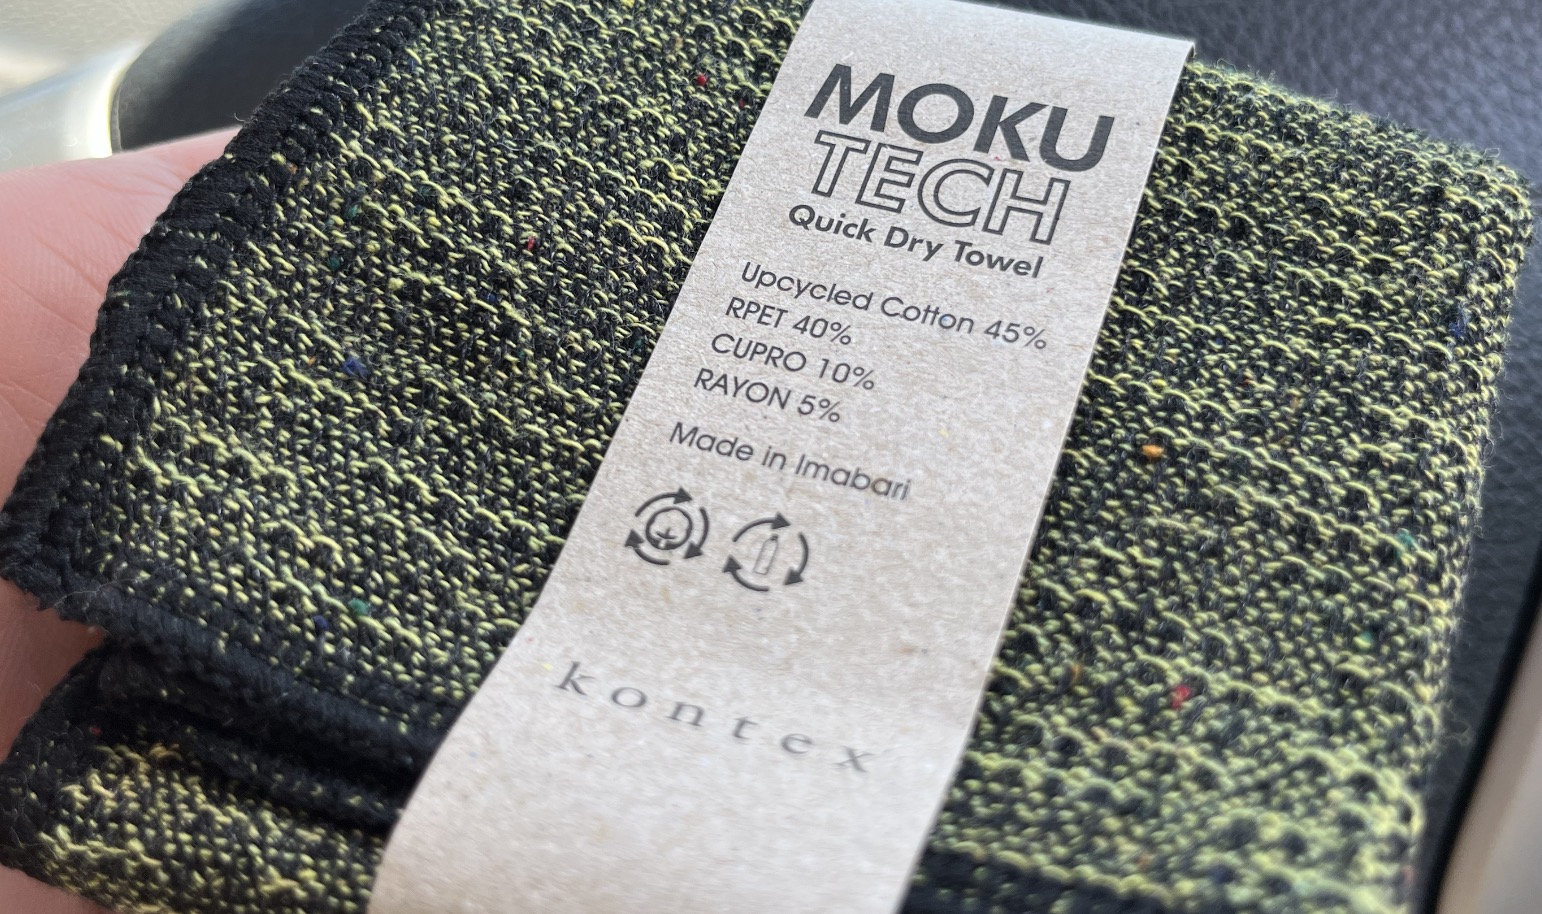 MOKU
TECH
Quick Dry Towel
Upcycled Cotton 45%
RPET 40%
CUPRO 10%
RAYON 5%
Made in Imabari
kontex